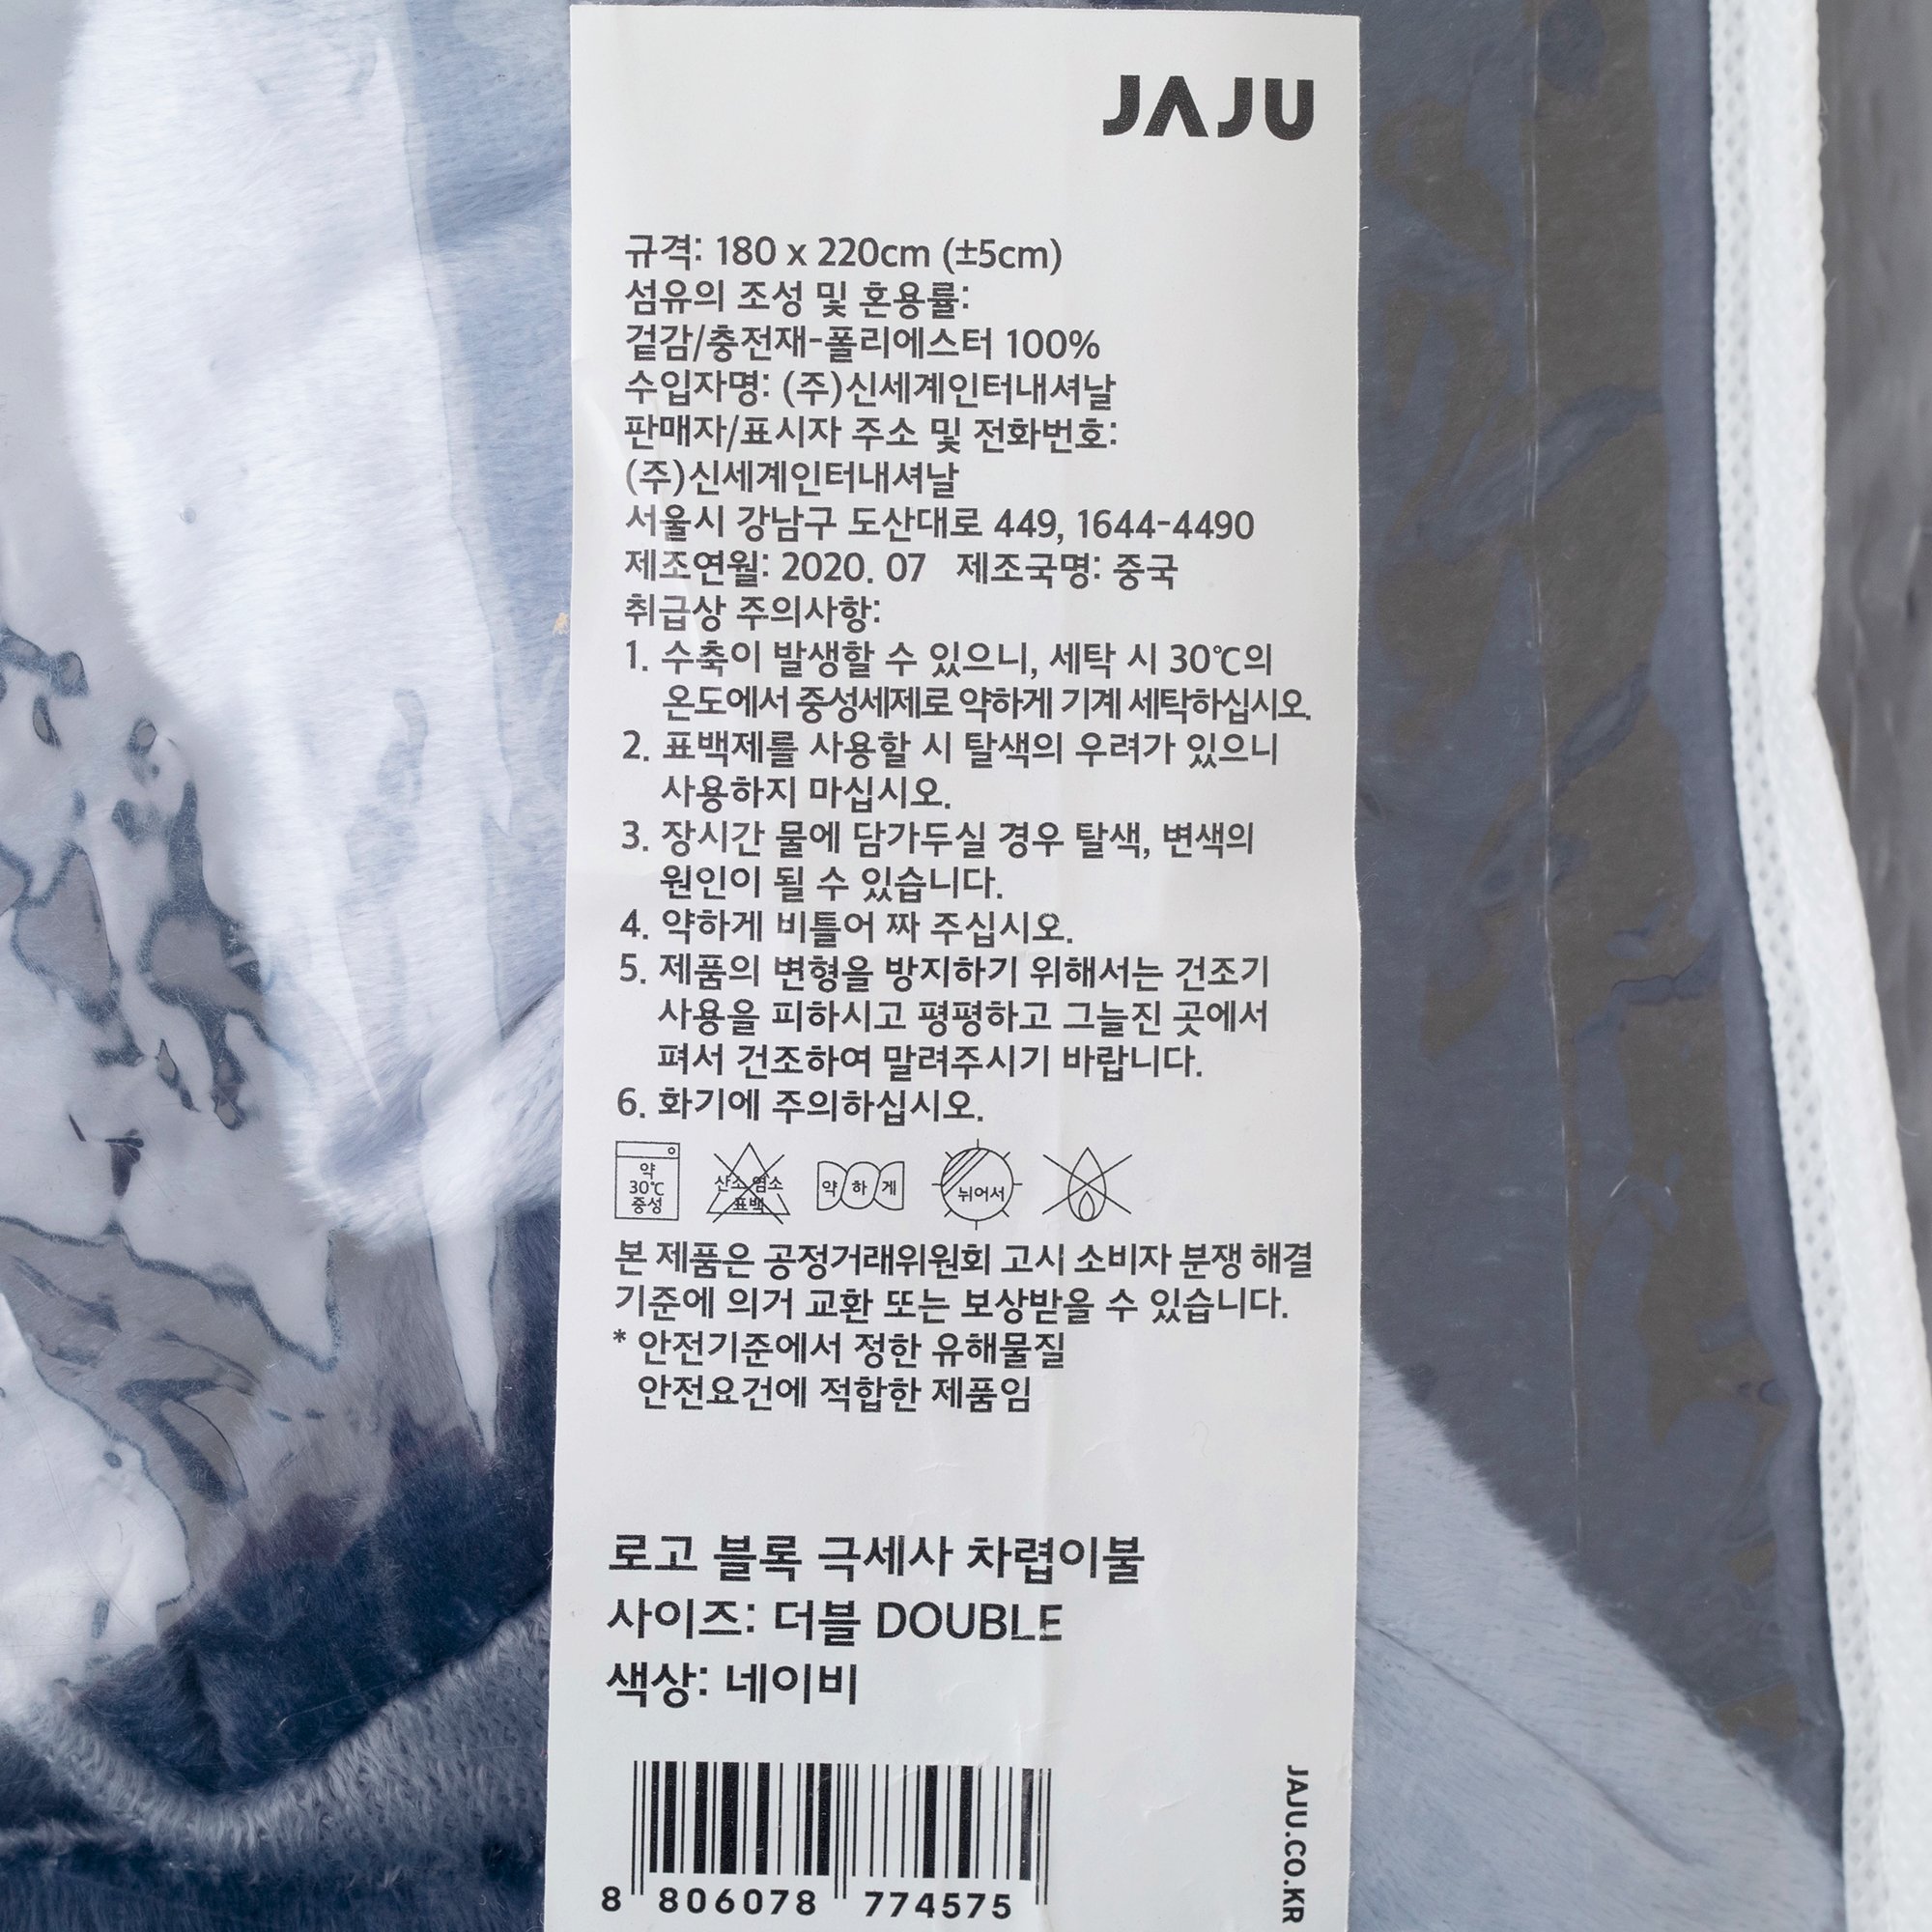 JAJU
규격: 180 x 220cm (±5cm)
섬유의 조성 및 혼용률:
겉감/충전재-폴리에스터 100%
수입자명: (주)신세계인터내셔날
판매자/표시자 주소 및 전화번호:
(주)신세계인터내셔날
서울시 강남구 도산대로 449, 1644-4490
제조연월: 2020. 07 제조국명: 중국
취급상 주의사항:
1. 수축이 발생할 수 있으니, 세탁 시 30℃의
온도에서 중성세제로 약하게 기계 세탁하십시오.
2. 표백제를 사용할 시 탈색의 우려가 있으니
사용하지 마십시오.
3. 장시간 물에 담가두실 경우 탈색, 변색의
원인이 될 수 있습니다.
4. 약하게 비틀어 짜 주십시오.
5. 제품의 변형을 방지하기 위해서는 건조기
사용을 피하시고 평평하고 그늘진 곳에서
펴서 건조하여 말려주시기 바랍니다.
6. 화기에 주의하십시오.
약
30℃
중성
산소 염소
표백
약 하 게
뉘어서
본 제품은 공정거래위원회 고시 소비자 분쟁 해결
기준에 의거 교환 또는 보상받을 수 있습니다.
* 안전기준에서 정한 유해물질
안전요건에 적합한 제품임
로고 블록 극세사 차렵이불
사이즈: 더블 DOUBLE
색상: 네이비
8 806078 774575
JAJU.CO.KR